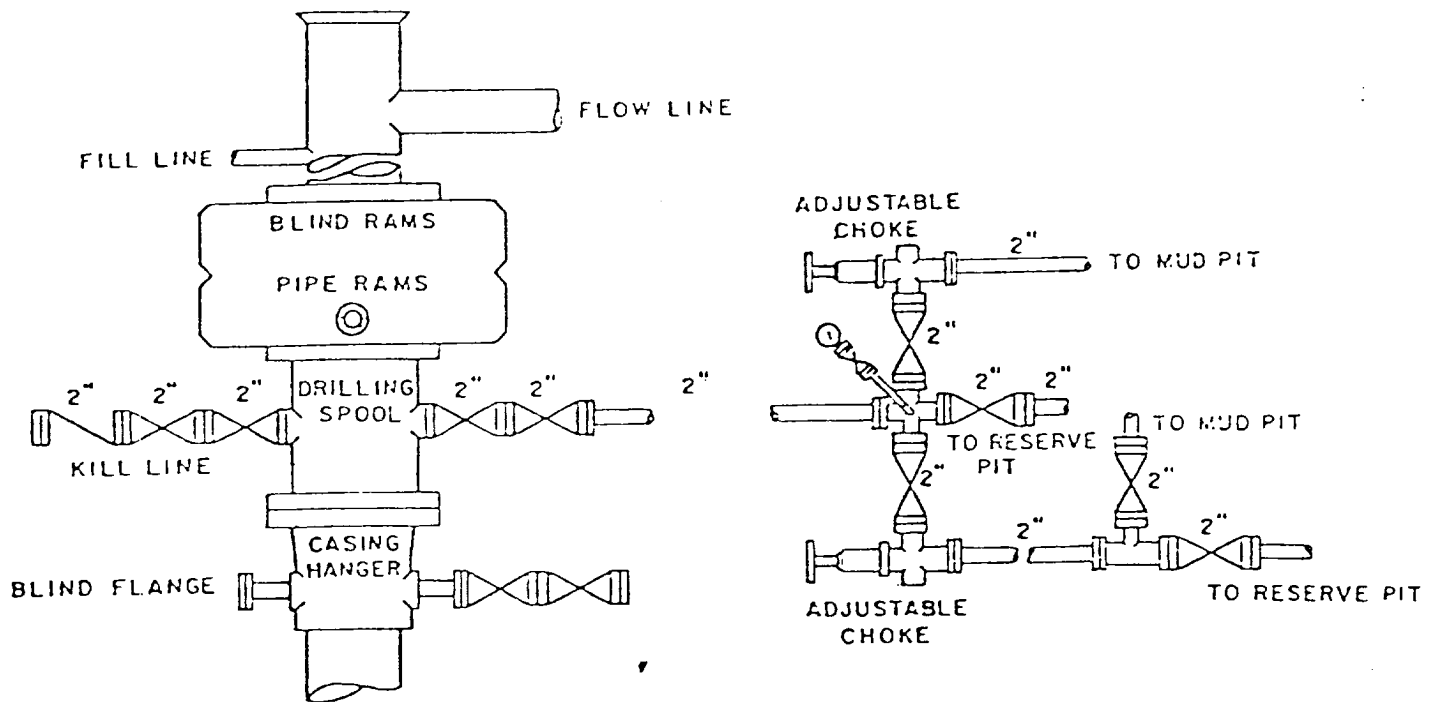 FLOW LINE
FILL LINE
BLIND RAMS
PIPE RAMS
2" 2" 2"
DRILLING
SPOOL
2" 2" 2"
KILL LINE
CASING
HANGER
BLIND FLANGE
ADJUSTABLE
CHOKE
2"
TO MUD PIT
2"
2" 2"
TO RESERVE
PIT
TO MUD PIT
2"
2"
2"
2"
TO RESERVE PIT
ADJUSTABLE
CHOKE